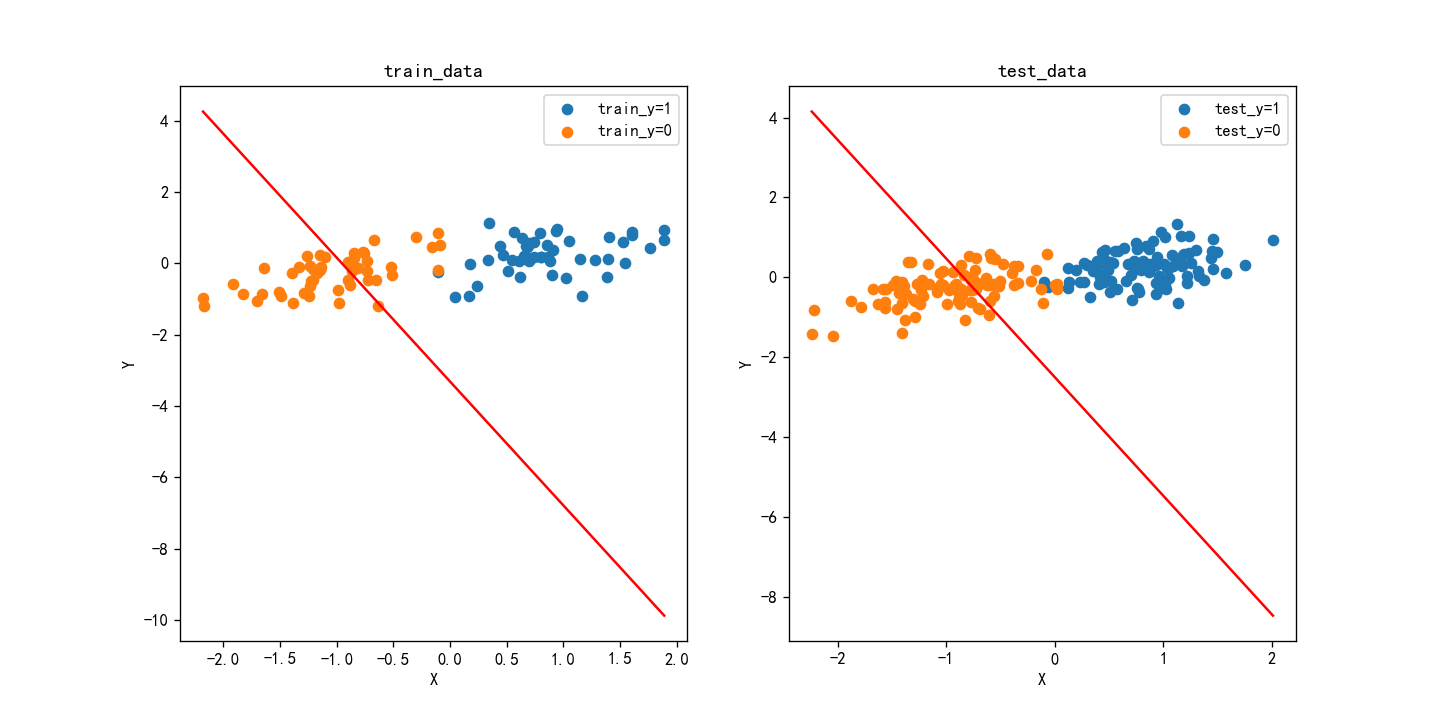 train_data
train_y=1
train_y=0
4
2
0
−2
−4
−6
−8
−10
Y
−2.0 −1.5 −1.0 −0.5 0.0 0.5 1.0 1.5 2.0
X
test_data
test_y=1
test_y=0
4
2
0
−2
−4
−6
−8
Y
−2 −1 0 1 2
X